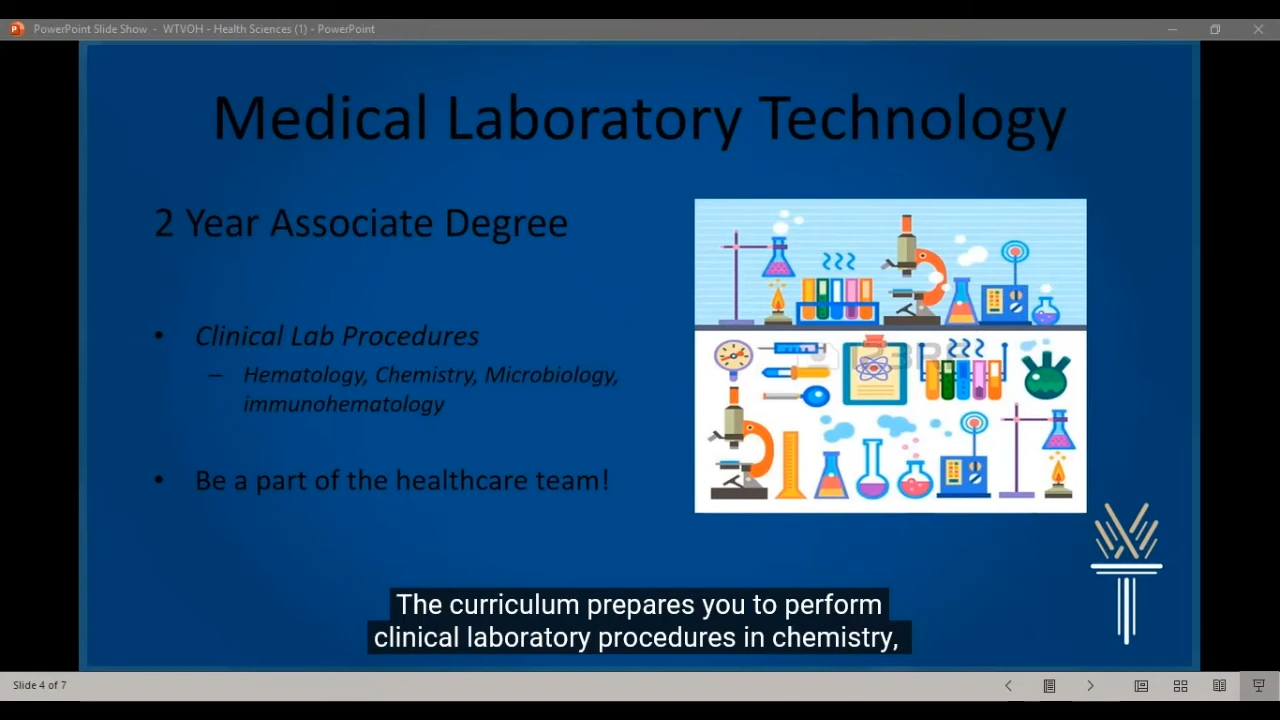 PowerPoint Slide Show - WTVOH - Health Sciences (1) - PowerPoint
Medical Laboratory Technology
2 Year Associate Degree
• Clinical Lab Procedures
– Hematology, Chemistry, Microbiology,
immunohematology
• Be a part of the healthcare team!
The curriculum prepares you to perform
clinical laboratory procedures in chemistry,
Slide 4 of 7